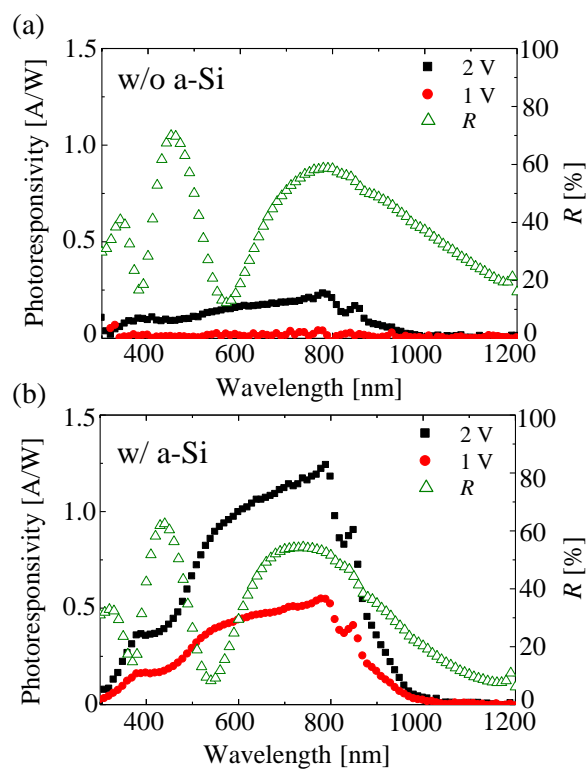 (a)
1.5
1.0
0.5
0
Photoresponsivity [A/W]
w/o a-Si
2 V
1 V
R
100
80
60
40
20
0
R [%]
400 600 800 1000 1200
Wavelength [nm]
(b)
1.5
1.0
0.5
0
Photoresponsivity [A/W]
w/ a-Si
2 V
1 V
R
100
80
60
40
20
0
R [%]
400 600 800 1000 1200
Wavelength [nm]